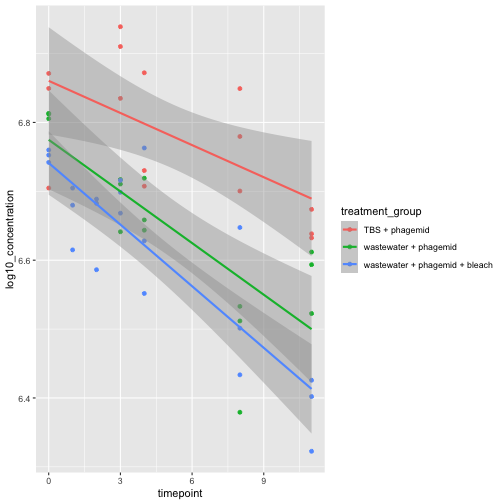 6.8
6.6
6.4
log10_concentration
0
3
6
9
timepoint
treatment_group
TBS + phagemid
wastewater + phagemid
wastewater + phagemid + bleach